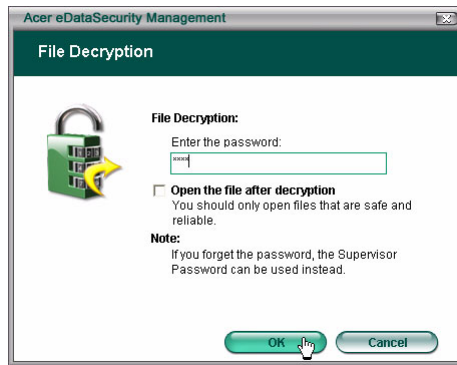 Acer eDataSecurity Management
File Decryption
File Decryption:
Enter the password:
****
Open the file after decryption
You should only open files that are safe and
reliable.
Note:
If you forget the password, the Supervisor
Password can be used instead.
OK
Cancel